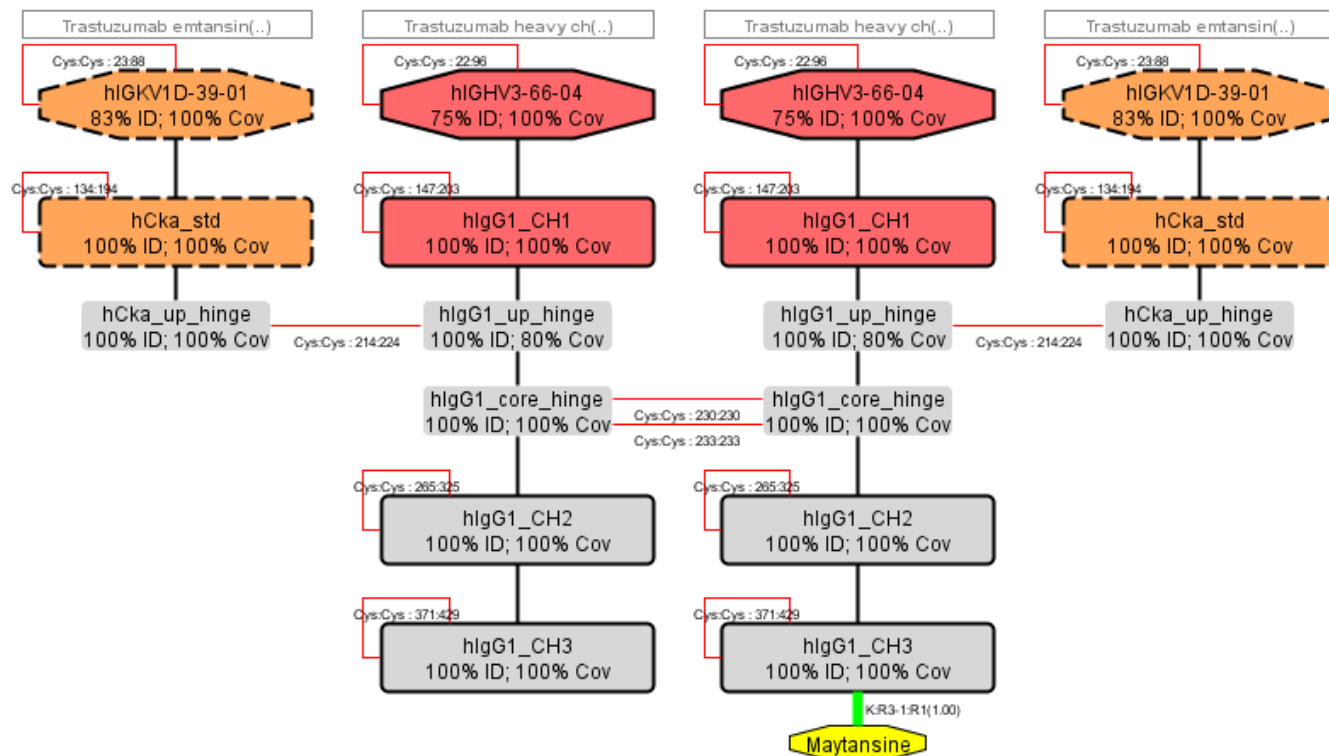 Trastuzumab emtansin(..)
Trastuzumab heavy ch(..)
Trastuzumab heavy ch(..)
Trastuzumab emtansin(..)
Cys:Cys : 23:88
Cys:Cys : 22:96
Cys:Cys : 22:96
Cys:Cys : 23:88
hIGKV1D-39-01
83% ID; 100% Cov
hIGHV3-66-04
75% ID; 100% Cov
hIGHV3-66-04
75% ID; 100% Cov
hIGKV1D-39-01
83% ID; 100% Cov
Cys:Cys : 134:194
Cys:Cys : 147:203
Cys:Cys : 147:203
Cys:Cys : 134:194
hCka_std
100% ID; 100% Cov
hIgG1_CH1
100% ID; 100% Cov
hIgG1_CH1
100% ID; 100% Cov
hCka_std
100% ID; 100% Cov
hCka_up_hinge
100% ID; 100% Cov
hIgG1_up_hinge
100% ID; 80% Cov
hIgG1_up_hinge
100% ID; 80% Cov
hCka_up_hinge
100% ID; 100% Cov
Cys:Cys : 214:224
Cys:Cys : 214:224
hIgG1_core_hinge
100% ID; 100% Cov
hIgG1_core_hinge
100% ID; 100% Cov
Cys:Cys : 230:230
Cys:Cys : 233:233
Cys:Cys : 265:325
Cys:Cys : 265:325
hIgG1_CH2
100% ID; 100% Cov
hIgG1_CH2
100% ID; 100% Cov
Cys:Cys : 371:429
Cys:Cys : 371:429
hIgG1_CH3
100% ID; 100% Cov
hIgG1_CH3
100% ID; 100% Cov
K:R3-1:R1(1.00)
Maytansine